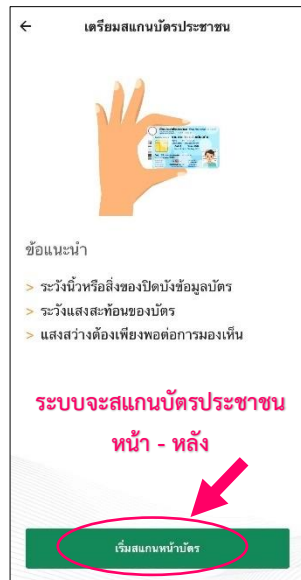 เตรียมสแกนบัตรประชาชน
ข้อแนะนำ
> ระวังนิ้วหรือสิ่งของปิดบังข้อมูลบัตร
> ระวังแสงสะท้อนของบัตร
> แสงสว่างต้องเพียงพอต่อการมองเห็น
ระบบจะสแกนบัตรประชาชน
หน้า - หลัง
เริ่มสแกนหน้าบัตร